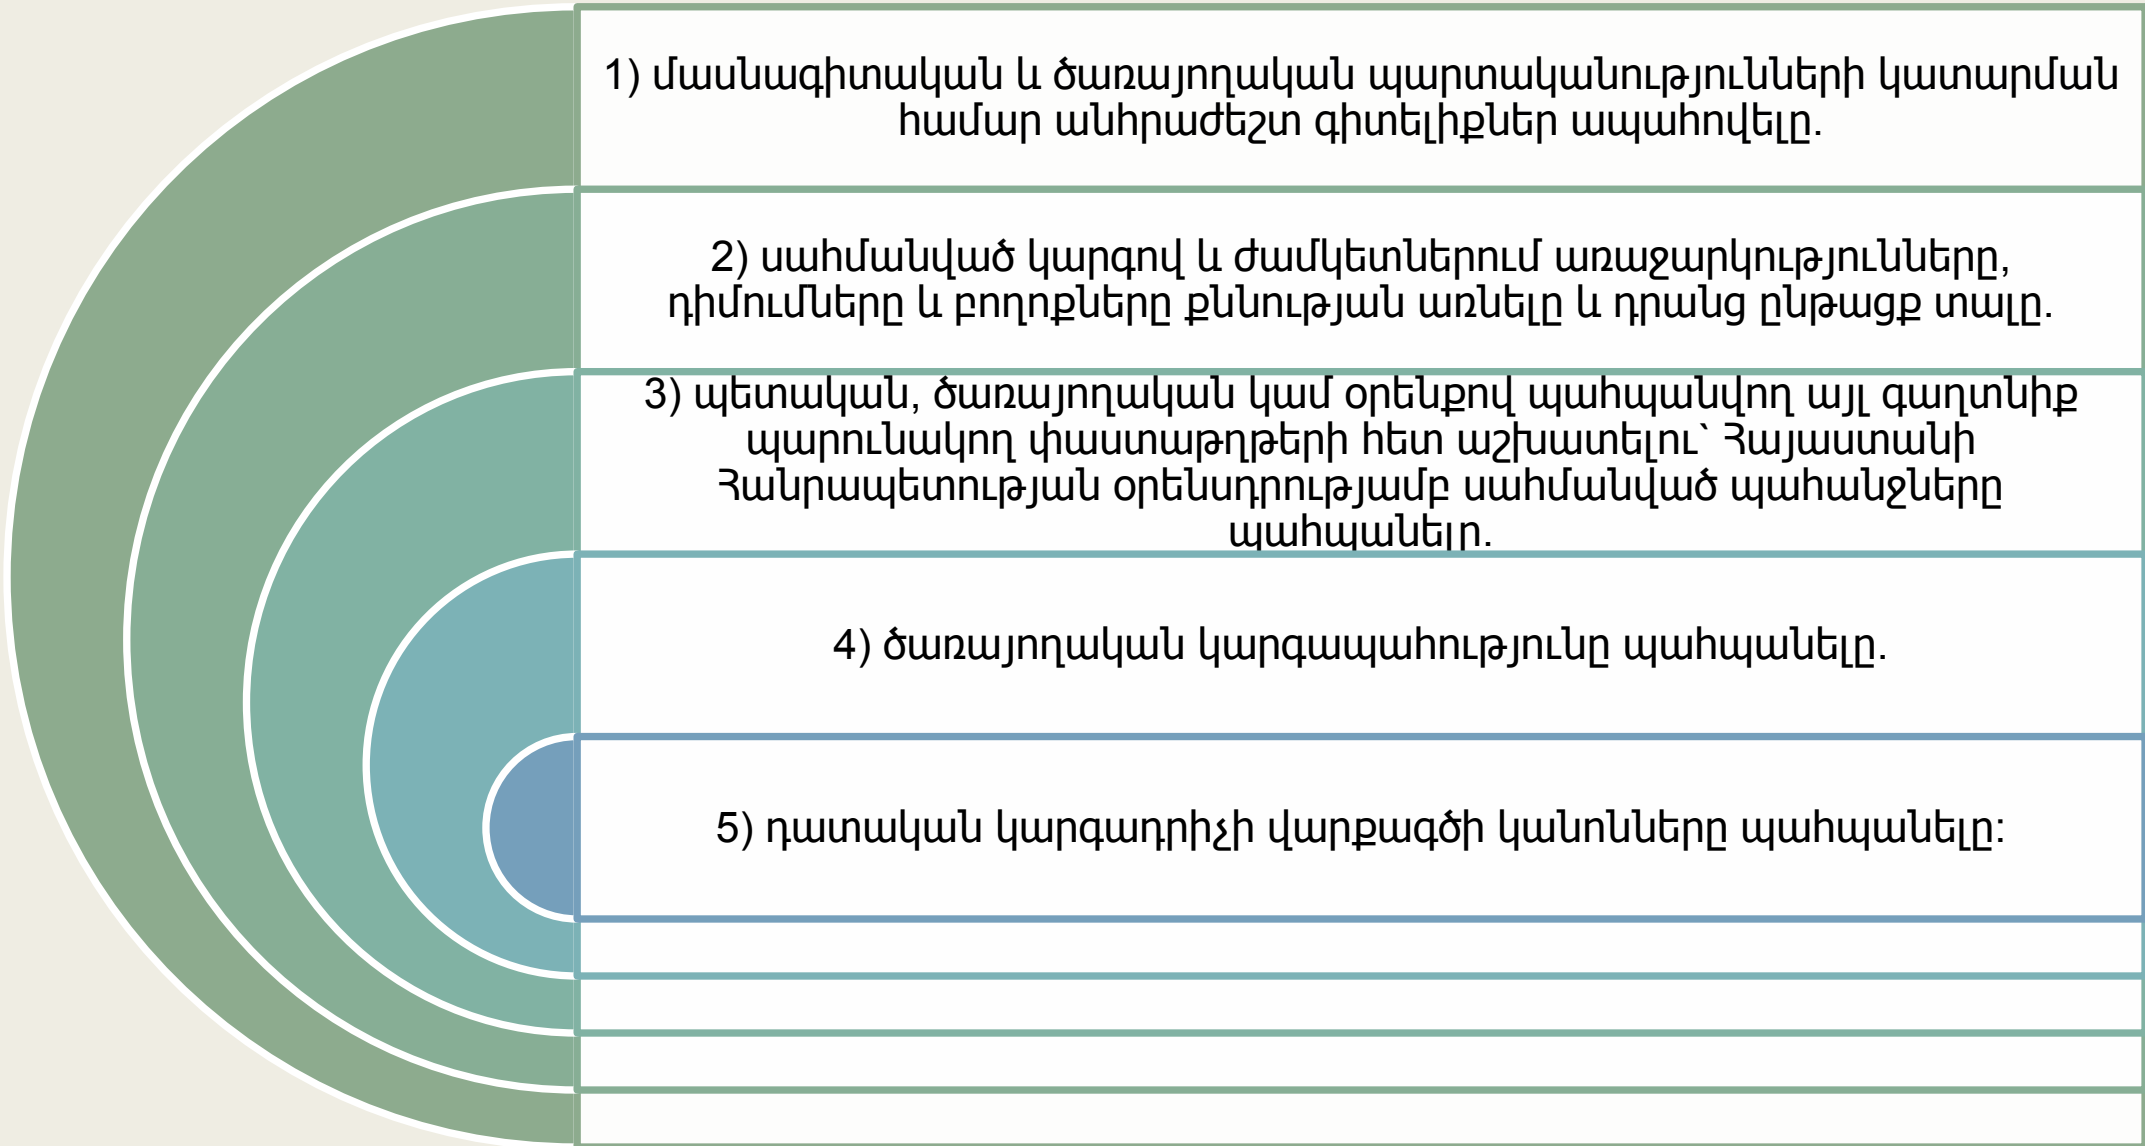 1) մասնագիտական և ծառայողական պարտականությունների կատարման
համար անհրաժեշտ գիտելիքներ ապահովելը.
2) սահմանված կարգով և ժամկետներում առաջարկությունները,
դիմումները և բողոքները քննության առնելը և դրանց ընթացք տալը.
3) պետական, ծառայողական կամ օրենքով պահպանվող այլ գաղտնիք
պարունակող փաստաթղթերի հետ աշխատելու` Հայաստանի
Հանրապետության օրենսդրությամբ սահմանված պահանջները
պահպանելը.
4) ծառայողական կարգապահությունը պահպանելը.
5) դատական կարգադրիչի վարքագծի կանոնները պահպանելը: